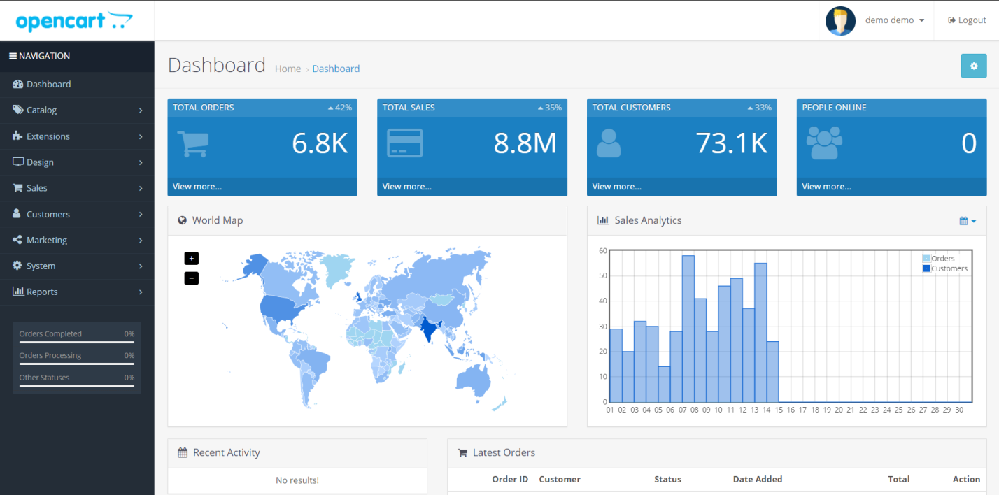 opencart
demo demo
Logout
NAVIGATION
Dashboard
Catalog
Extensions
Design
Sales
Customers
Marketing
System
Reports
Orders Completed 0%
Orders Processing 0%
Other Statuses 0%
Dashboard Home › Dashboard
TOTAL ORDERS 42%
6.8K
View more...
TOTAL SALES 35%
8.8M
View more...
TOTAL CUSTOMERS 33%
73.1K
View more...
PEOPLE ONLINE
0
View more...
World Map
+
−
Sales Analytics
Orders
Customers
60
50
40
30
20
10
0
01 02 03 04 05 06 07 08 09 10 11 12 13 14 15 16 17 18 19 20 21 22 23 24 25 26 27 28 29 30
Recent Activity
No results!
Latest Orders
Order ID Customer Status Date Added Total Action